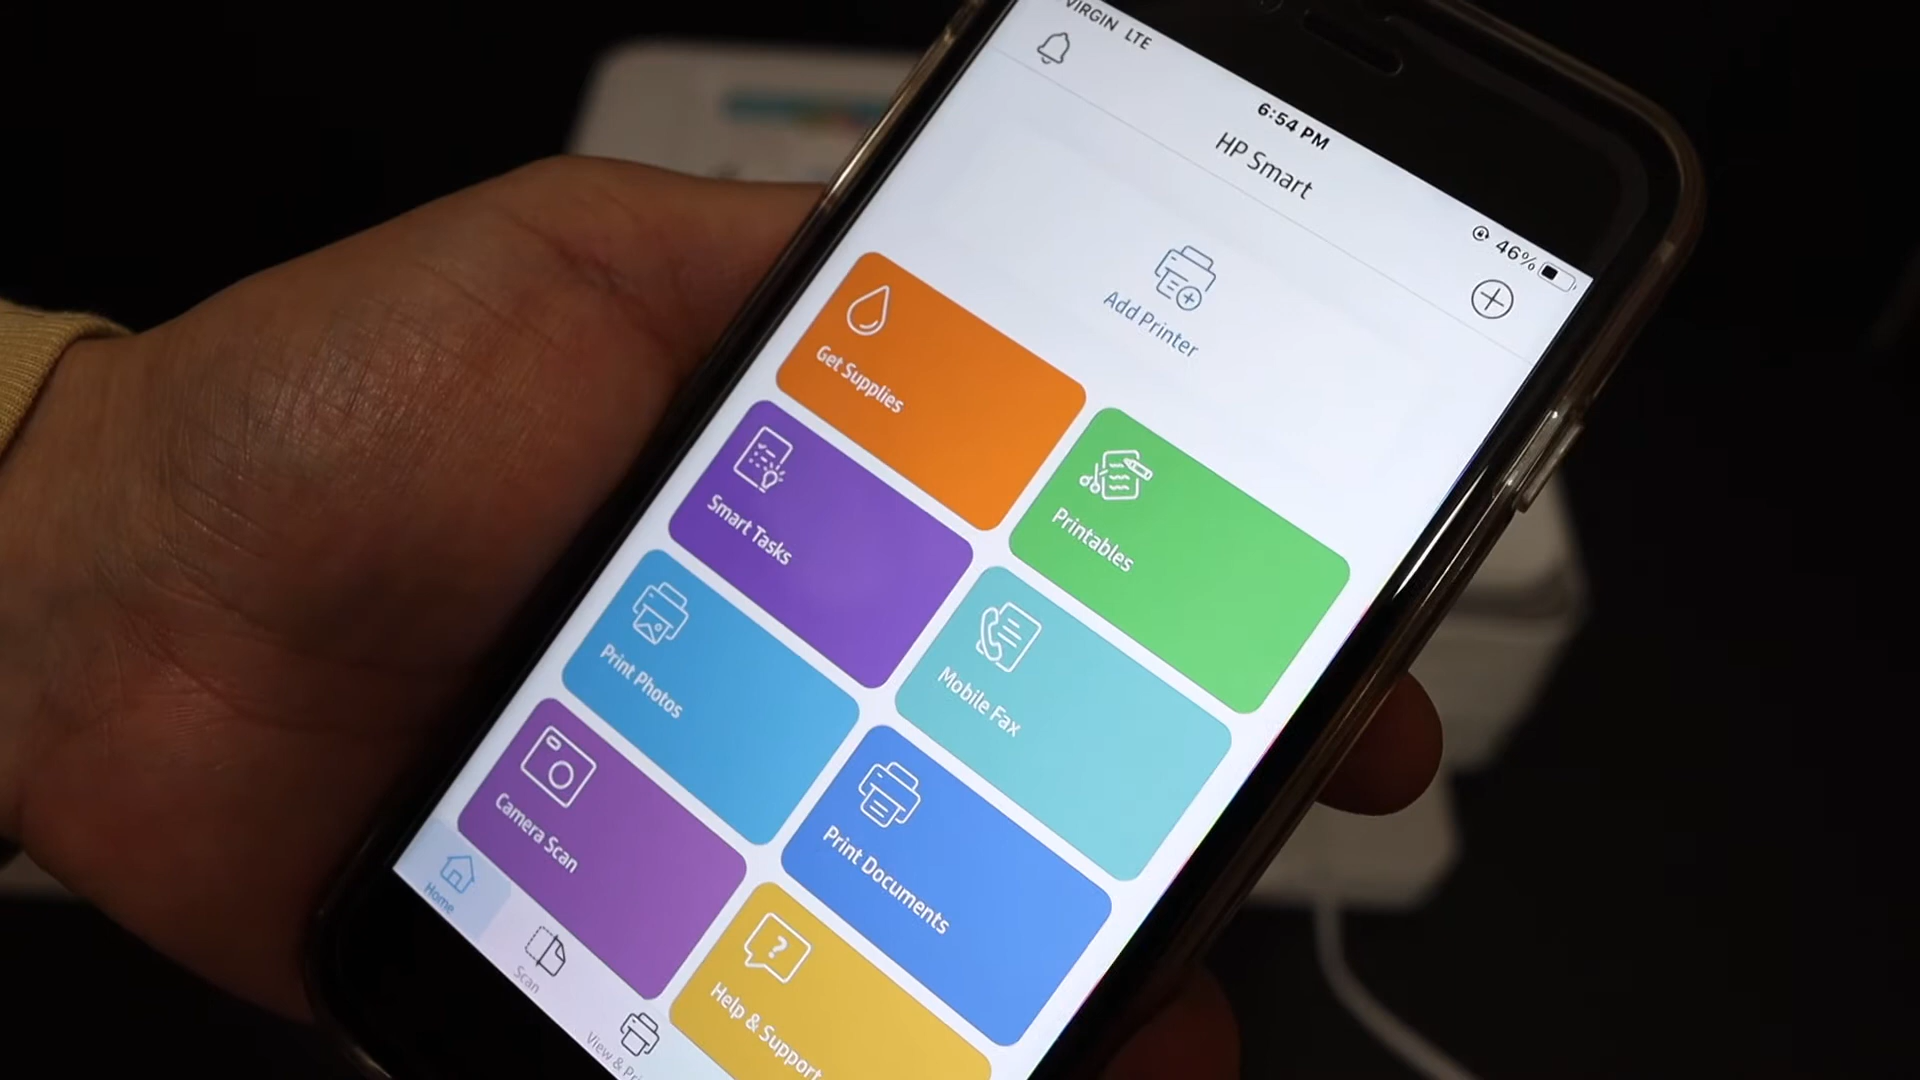 VIRGIN LTE
6:54 PM
46%
HP Smart
Add Printer
Get Supplies
Printables
Smart Tasks
Mobile Fax
Print Photos
Print Documents
Camera Scan
Help & Support
Home
Scan
View &